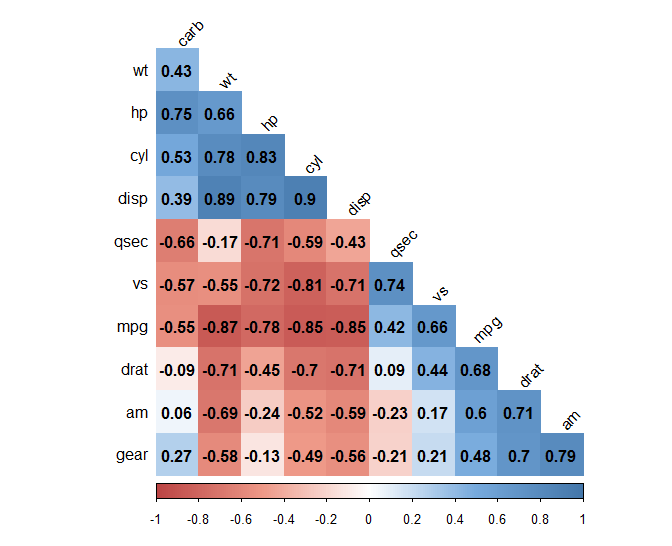 carb
wt 0.43 wt
hp 0.75 0.66 hp
cyl 0.53 0.78 0.83 cyl
disp 0.39 0.89 0.79 0.9 disp
qsec -0.66 -0.17 -0.71 -0.59 -0.43 qsec
vs -0.57 -0.55 -0.72 -0.81 -0.71 0.74 vs
mpg -0.55 -0.87 -0.78 -0.85 -0.85 0.42 0.66 mpg
drat -0.09 -0.71 -0.45 -0.7 -0.71 0.09 0.44 0.68 drat
am 0.06 -0.69 -0.24 -0.52 -0.59 -0.23 0.17 0.6 0.71 am
gear 0.27 -0.58 -0.13 -0.49 -0.56 -0.21 0.21 0.48 0.7 0.79
-1 -0.8 -0.6 -0.4 -0.2 0 0.2 0.4 0.6 0.8 1